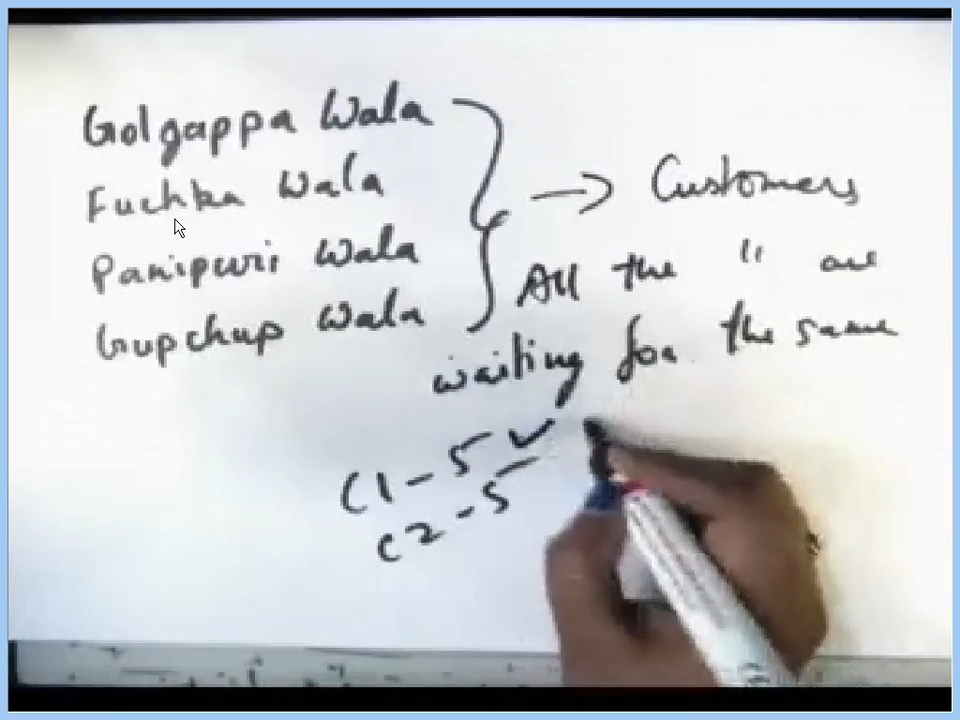 Golgappa Wala
Fuchka Wala
Panipuri Wala
Gupchup Wala
→ Customers
All the " are
waiting for the same
C1 - 5 ✓
C2 - 5